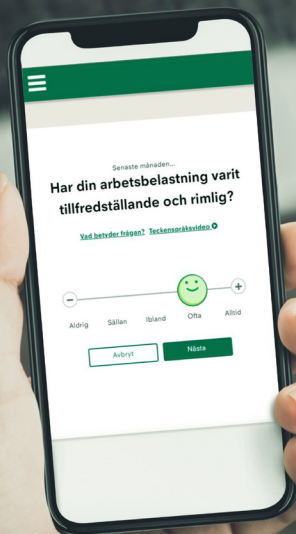 Senaste månaden...
Har din arbetsbelastning varit
tillfredställande och rimlig?
Vad betyder frågan? Teckenspråksvideo
Aldrig Sällan Ibland Ofta Alltid
Avbryt Nästa